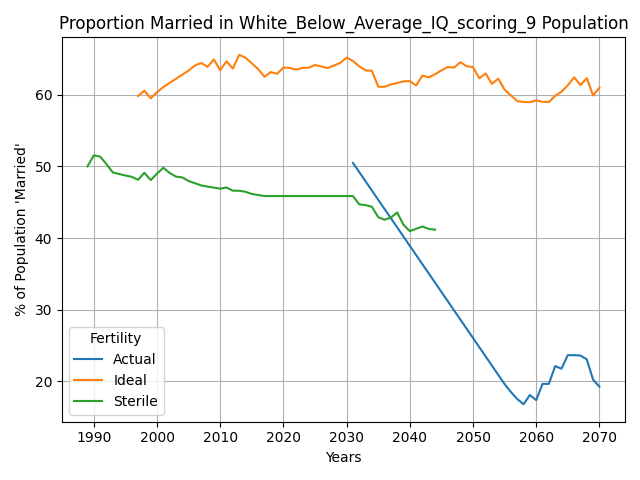 Proportion Married in White_Below_Average_IQ_scoring_9 Population
% of Population 'Married'
60
50
40
30
20
Fertility
Actual
Ideal
Sterile
1990 2000 2010 2020 2030 2040 2050 2060 2070
Years